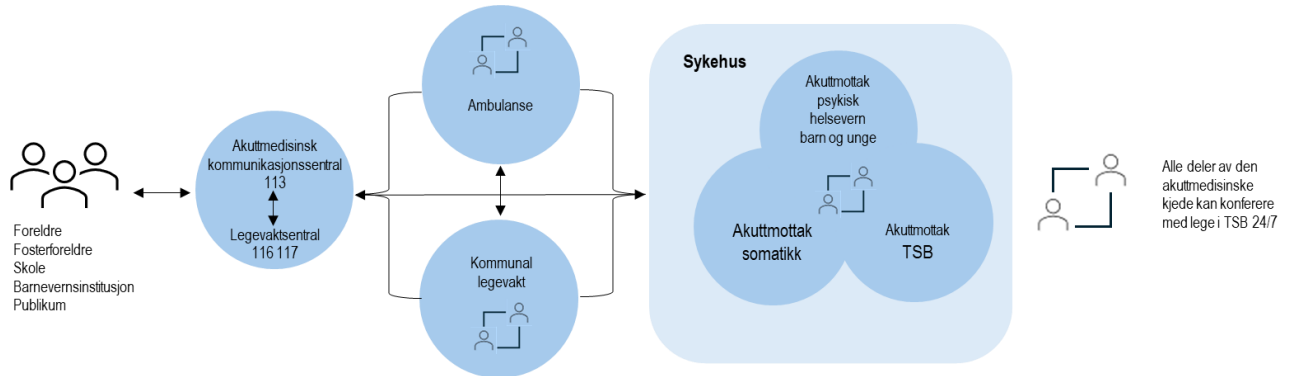 Foreldre
Fosterforeldre
Skole
Barnevernsinstitusjon
Publikum
Akuttmedisinsk
kommunikasjonssentral
113
Legevaktsentral
116 117
Ambulanse
Kommunal
legevakt
Sykehus
Akuttmottak
psykisk
helsevern
barn og unge
Akuttmottak
somatikk
Akuttmottak
TSB
Alle deler av den
akuttmedisinske
kjede kan konferere
med lege i TSB 24/7